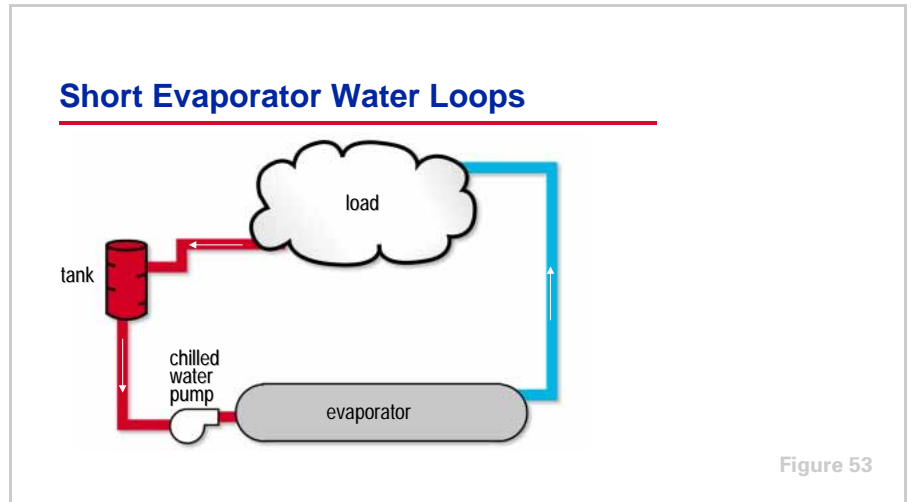 Short Evaporator Water Loops
load
tank
chilled
water
pump
evaporator
Figure 53